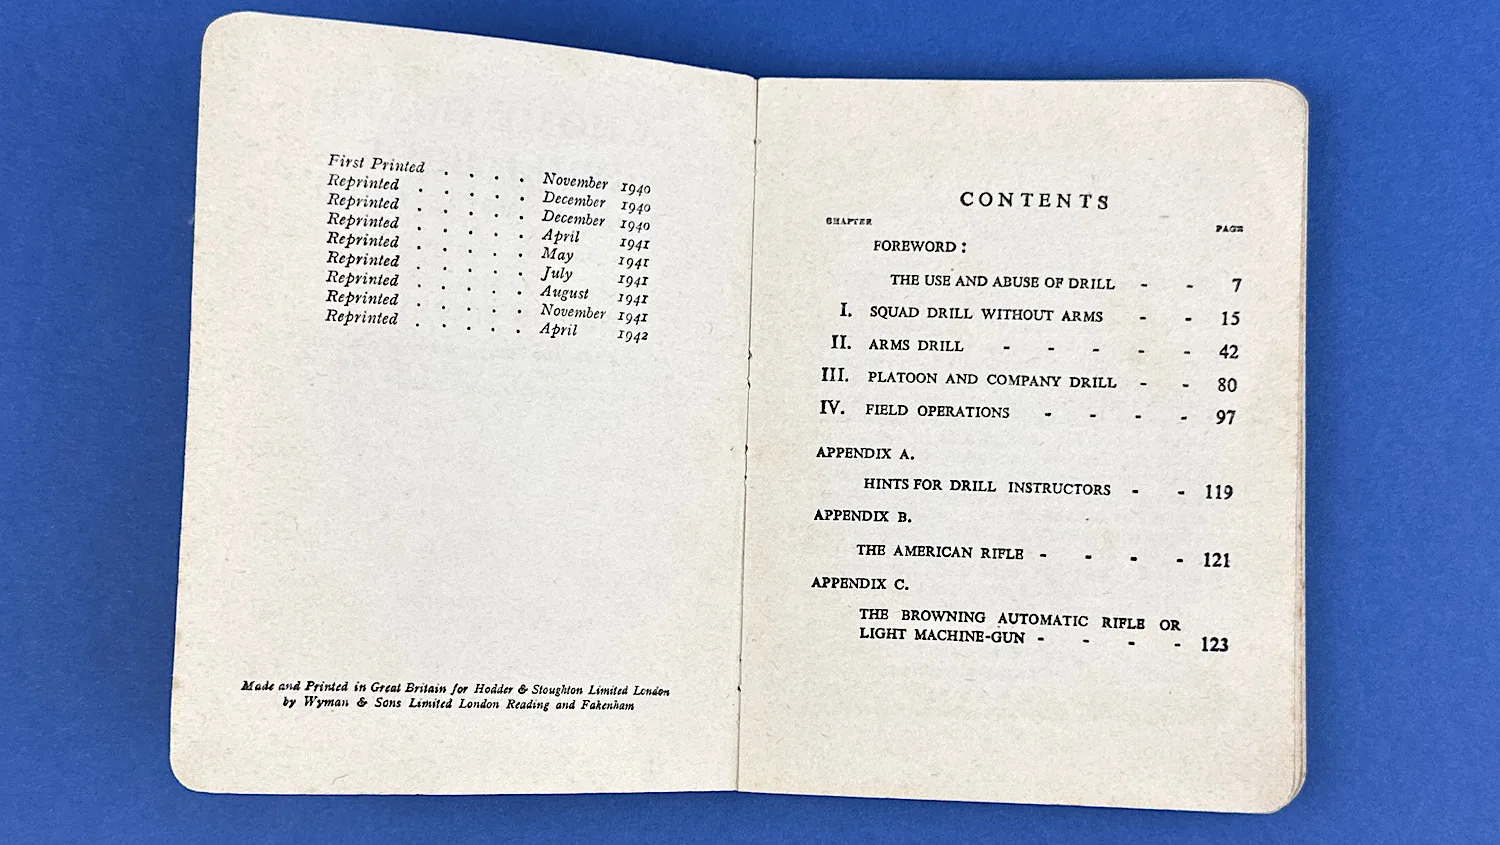 First Printed . . . . November 1940
Reprinted . . . . . December 1940
Reprinted . . . . . December 1940
Reprinted . . . . . April 1941
Reprinted . . . . . May 1941
Reprinted . . . . . July 1941
Reprinted . . . . . August 1941
Reprinted . . . . . November 1941
Reprinted . . . . . April 1942
Made and Printed in Great Britain for Hodder & Stoughton Limited London
by Wyman & Sons Limited London Reading and Fakenham
CONTENTS
CHAPTER PAGE
FOREWORD :
THE USE AND ABUSE OF DRILL - - 7
I. SQUAD DRILL WITHOUT ARMS - - 15
II. ARMS DRILL - - - - - 42
III. PLATOON AND COMPANY DRILL - - 80
IV. FIELD OPERATIONS - - - - 97
APPENDIX A.
HINTS FOR DRILL INSTRUCTORS - - 119
APPENDIX B.
THE AMERICAN RIFLE - - - - 121
APPENDIX C.
THE BROWNING AUTOMATIC RIFLE OR
LIGHT MACHINE-GUN - - - - 123